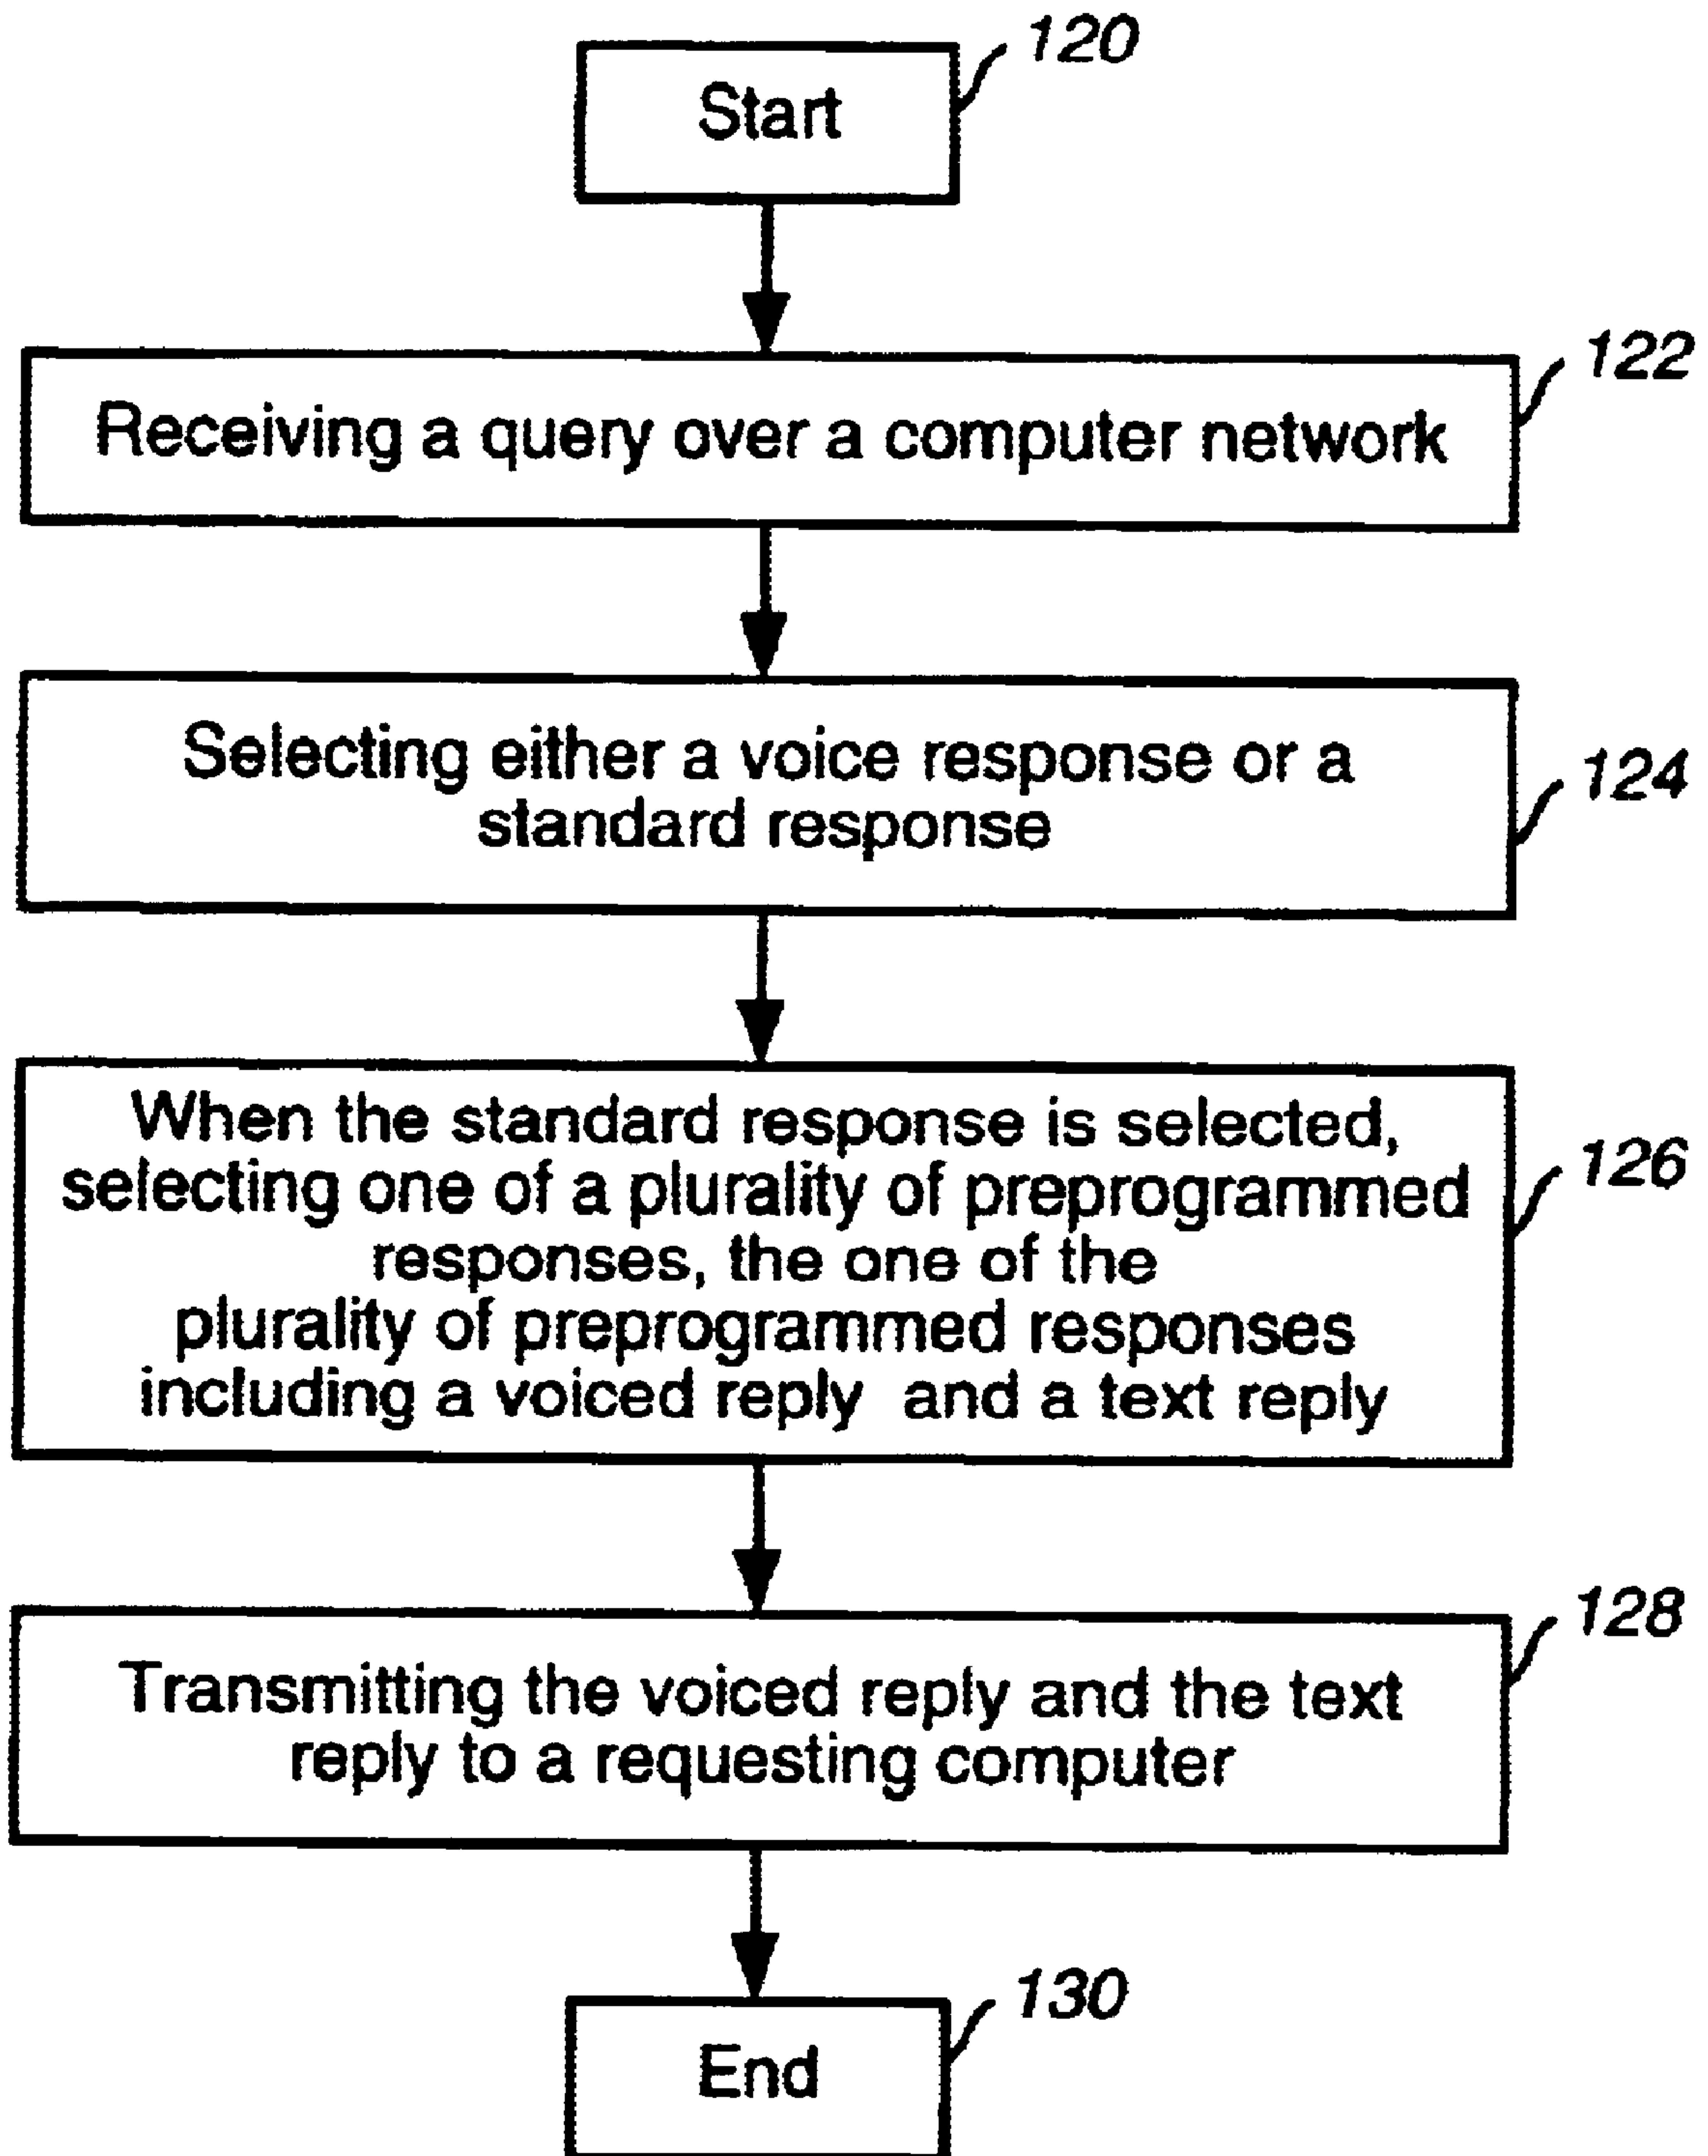 120
Start
122
Receiving a query over a computer network
124
Selecting either a voice response or a
standard response
126
When the standard response is selected,
selecting one of a plurality of preprogrammed
responses, the one of the
plurality of preprogrammed responses
including a voiced reply and a text reply
128
Transmitting the voiced reply and the text
reply to a requesting computer
130
End